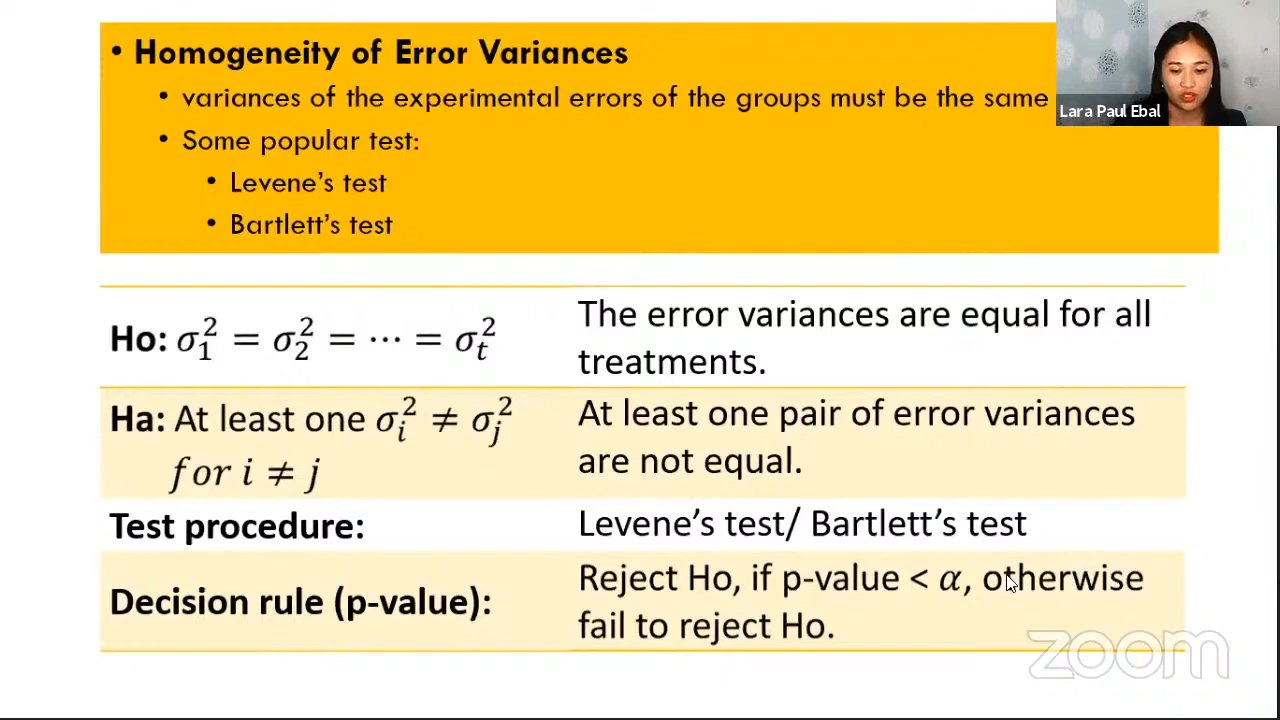 • Homogeneity of Error Variances
• variances of the experimental errors of the groups must be the same
Lara Paul Ebal
• Some popular test:
• Levene's test
• Bartlett's test
Ho: σ₁² = σ₂² = ⋯ = σₜ²
The error variances are equal for all
treatments.
Ha: At least one σᵢ² ≠ σⱼ²
for i ≠ j
At least one pair of error variances
are not equal.
Test procedure:
Levene's test/ Bartlett's test
Decision rule (p-value):
Reject Ho, if p-value < α, otherwise
fail to reject Ho.
zoom